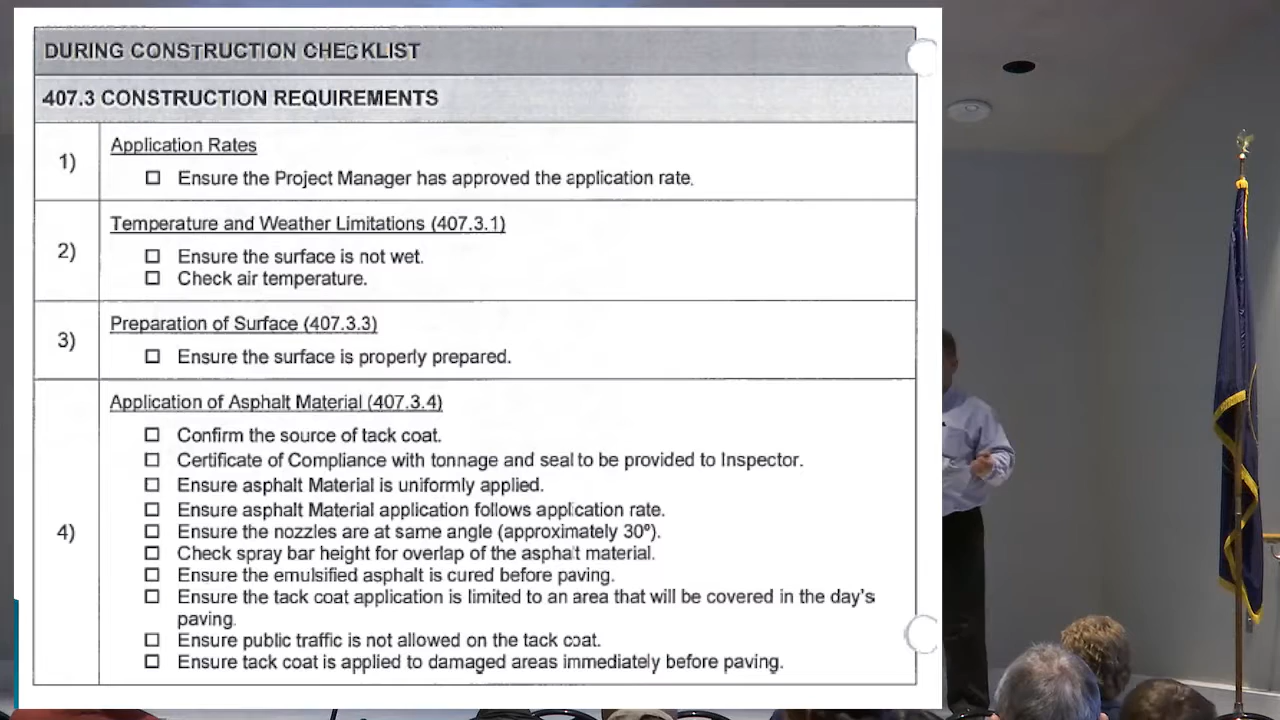 DURING CONSTRUCTION CHECKLIST
407.3 CONSTRUCTION REQUIREMENTS
1)
Application Rates
☐ Ensure the Project Manager has approved the application rate.
2)
Temperature and Weather Limitations (407.3.1)
☐ Ensure the surface is not wet.
☐ Check air temperature.
3)
Preparation of Surface (407.3.3)
☐ Ensure the surface is properly prepared.
4)
Application of Asphalt Material (407.3.4)
☐ Confirm the source of tack coat.
☐ Certificate of Compliance with tonnage and seal to be provided to Inspector.
☐ Ensure asphalt Material is uniformly applied.
☐ Ensure asphalt Material application follows application rate.
☐ Ensure the nozzles are at same angle (approximately 30º).
☐ Check spray bar height for overlap of the asphalt material.
☐ Ensure the emulsified asphalt is cured before paving.
☐ Ensure the tack coat application is limited to an area that will be covered in the day's
paving.
☐ Ensure public traffic is not allowed on the tack coat.
☐ Ensure tack coat is applied to damaged areas immediately before paving.